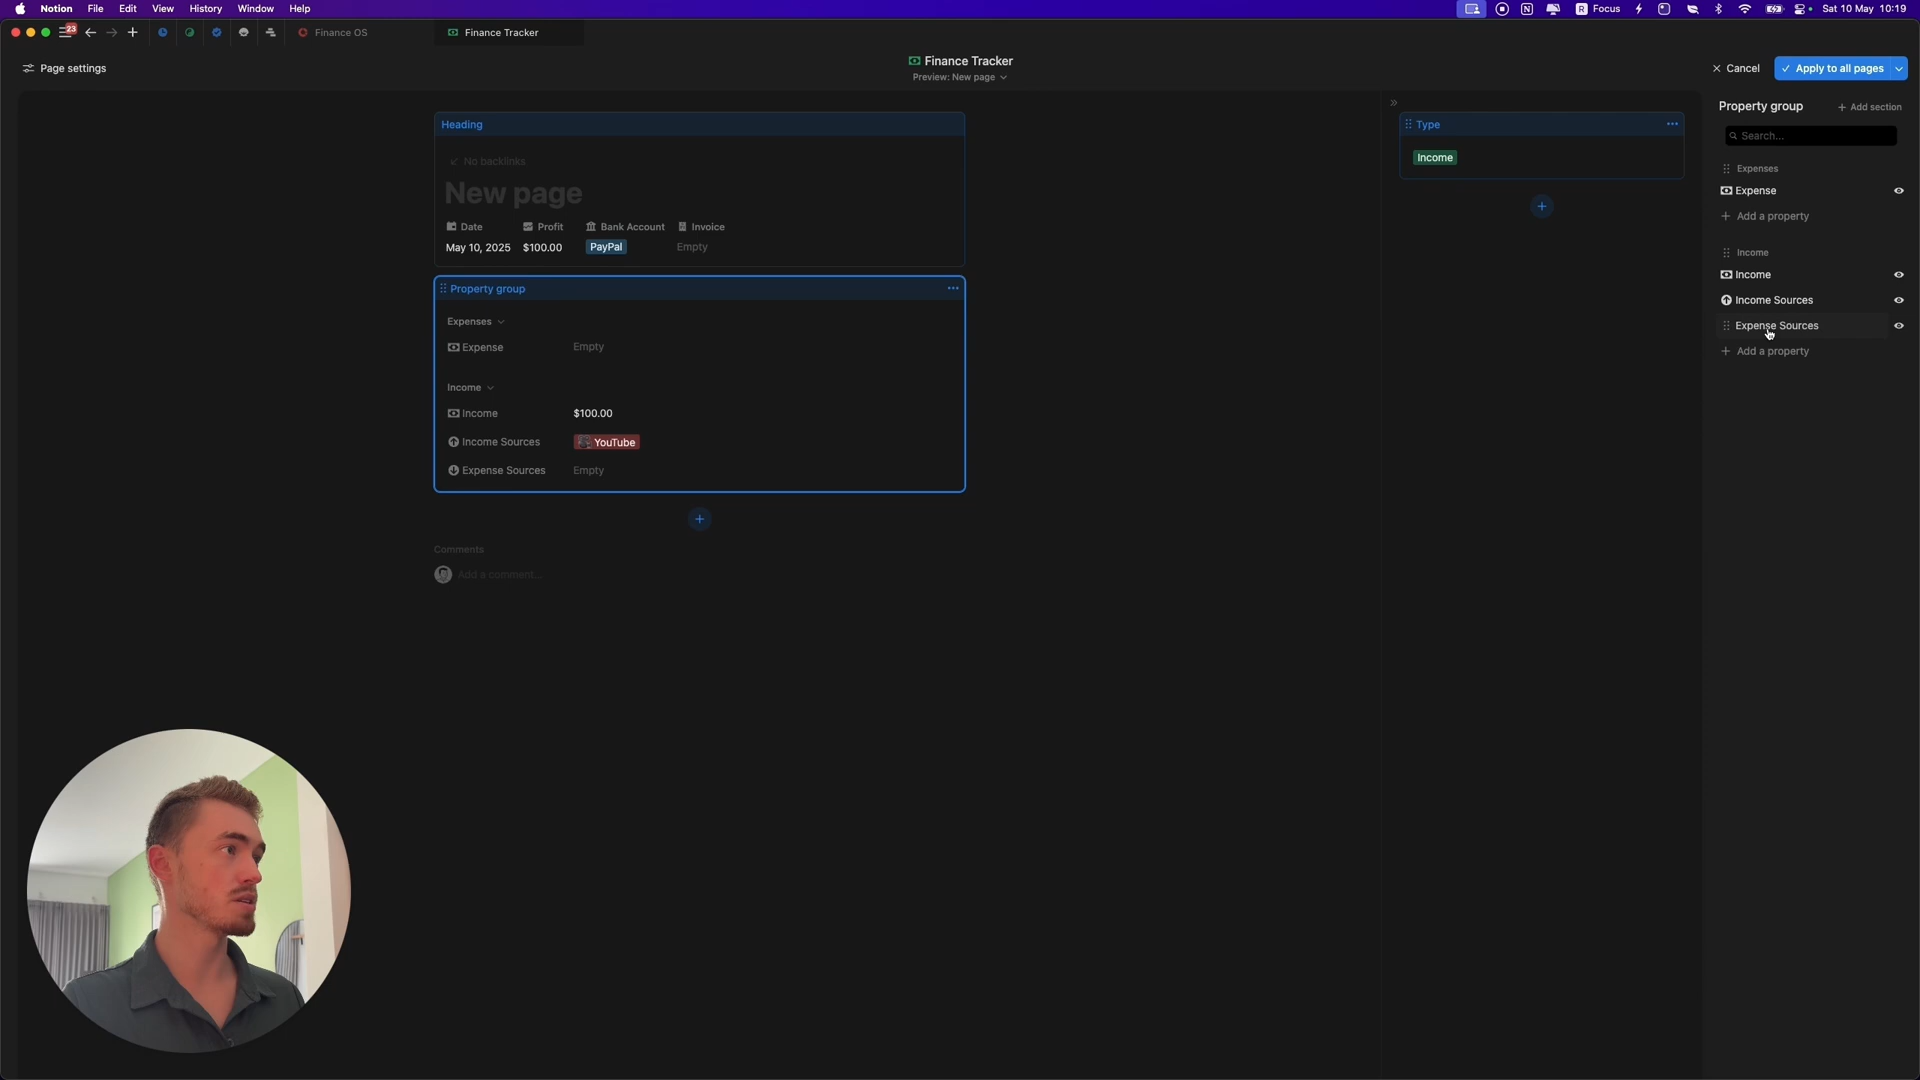 Notion File Edit View History Window Help
Focus Sat 10 May 10:19
23 Finance OS Finance Tracker
Page settings
Finance Tracker
Preview: New page
Cancel Apply to all pages
Heading
No backlinks
New page
Date Profit Bank Account Invoice
May 10, 2025 $100.00 PayPal Empty
Property group
Expenses
Expense Empty
Income
Income $100.00
Income Sources YouTube
Expense Sources Empty
Comments
Add a comment...
Type
Income
Property group + Add section
Search...
Expenses
Expense
+ Add a property
Income
Income
Income Sources
Expense Sources
+ Add a property